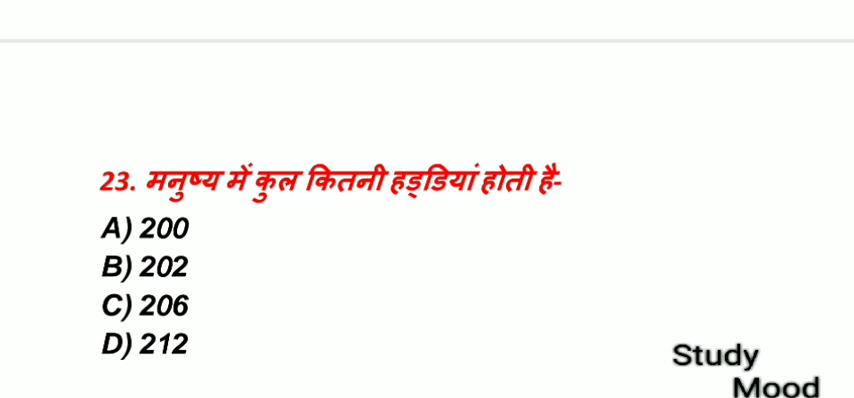 23. मनुष्य में कुल कितनी हड्डियां होती है-
A) 200
B) 202
C) 206
D) 212
Study
Mood